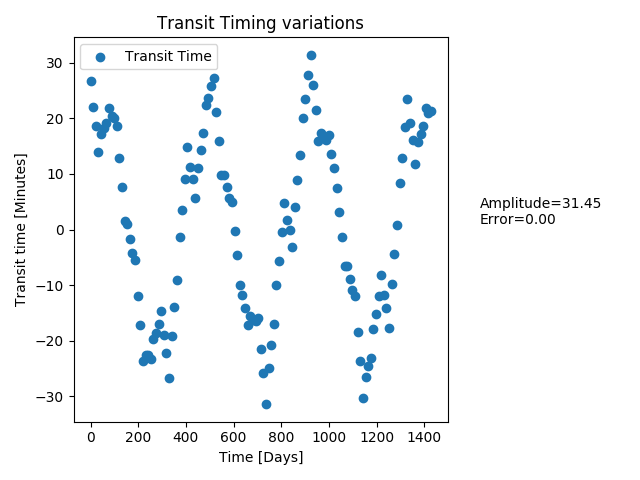 Transit Timing variations
Transit Time
30
20
10
0
−10
−20
−30
Transit time [Minutes]
0 200 400 600 800 1000 1200 1400
Time [Days]
Amplitude=31.45
Error=0.00